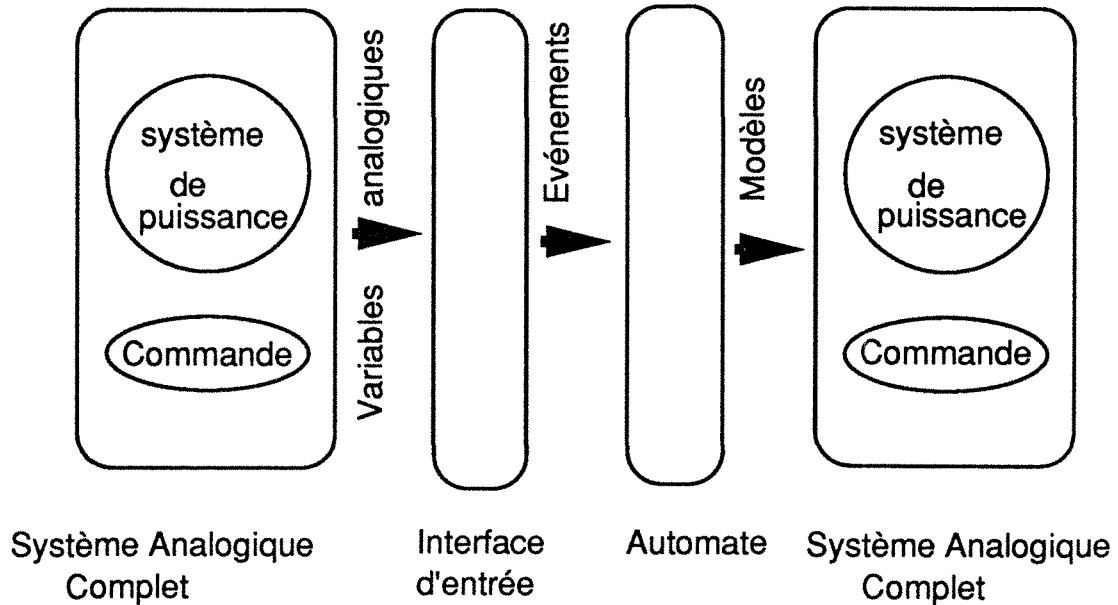 système
de
puissance
Commande
Variables analogiques
Evénements
Modèles
système
de
puissance
Commande
Système Analogique
Complet
Interface
d'entrée
Automate
Système Analogique
Complet